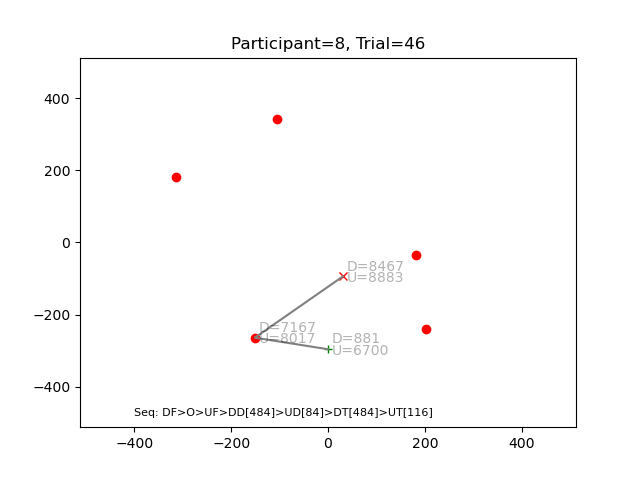 Participant=8, Trial=46
400
200
0
−200
−400
D=8467
U=8883
D=7167
U=8017
D=881
U=6700
Seq: DF>O>UF>DD[484]>UD[84]>DT[484]>UT[116]
−400 −200 0 200 400